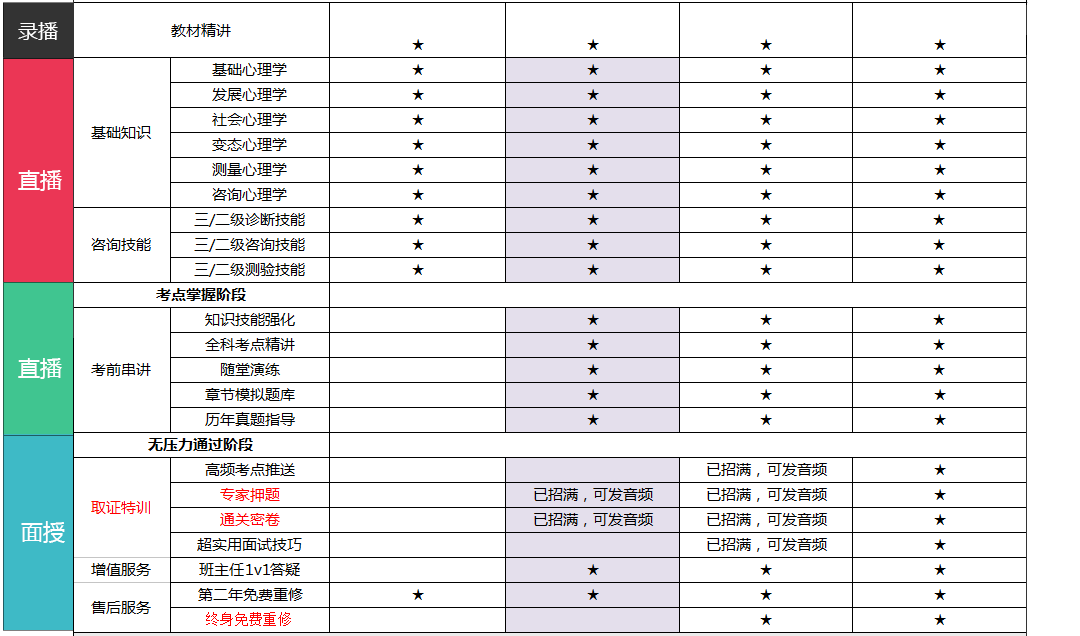 录播 教材精讲 ★ ★ ★ ★
直播 基础知识 基础心理学 ★ ★ ★ ★
发展心理学 ★ ★ ★ ★
社会心理学 ★ ★ ★ ★
变态心理学 ★ ★ ★ ★
测量心理学 ★ ★ ★ ★
咨询心理学 ★ ★ ★ ★
咨询技能 三/二级诊断技能 ★ ★ ★ ★
三/二级咨询技能 ★ ★ ★ ★
三/二级测验技能 ★ ★ ★ ★
直播 考点掌握阶段
考前串讲 知识技能强化 ★ ★ ★
全科考点精讲 ★ ★ ★
随堂演练 ★ ★ ★
章节模拟题库 ★ ★ ★
历年真题指导 ★ ★ ★
面授 无压力通过阶段
取证特训 高频考点推送 已招满，可发音频 ★
专家押题 已招满，可发音频 已招满，可发音频 ★
通关密卷 已招满，可发音频 已招满，可发音频 ★
超实用面试技巧 已招满，可发音频 ★
增值服务 班主任1v1答疑 ★ ★ ★
售后服务 第二年免费重修 ★ ★ ★ ★
终身免费重修 ★ ★